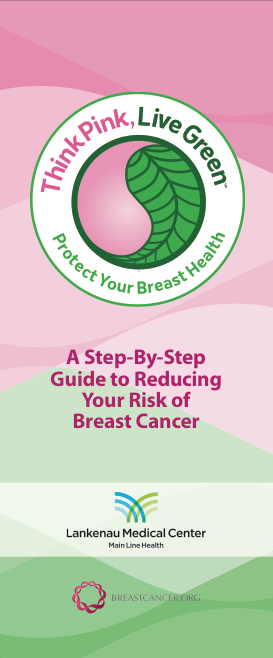 Think Pink, Live Green™
Protect Your Breast Health
A Step-By-Step
Guide to Reducing
Your Risk of
Breast Cancer
Lankenau Medical Center
Main Line Health
BREASTCANCER.ORG